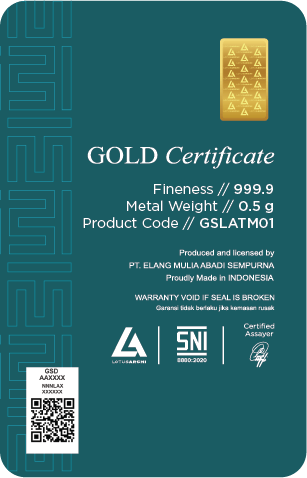 GOLD Certificate
Fineness // 999.9
Metal Weight // 0.5 g
Product Code // GSLATM01
Produced and licensed by
PT. ELANG MULIA ABADI SEMPURNA
Proudly Made in INDONESIA
WARRANTY VOID IF SEAL IS BROKEN
Garansi tidak berlaku jika kemasan rusak
LOTUS ARCHI
SNI
8880:2020
Certified
Assayer
GSD
AAXXXX
NNNLAX
XXXXXX